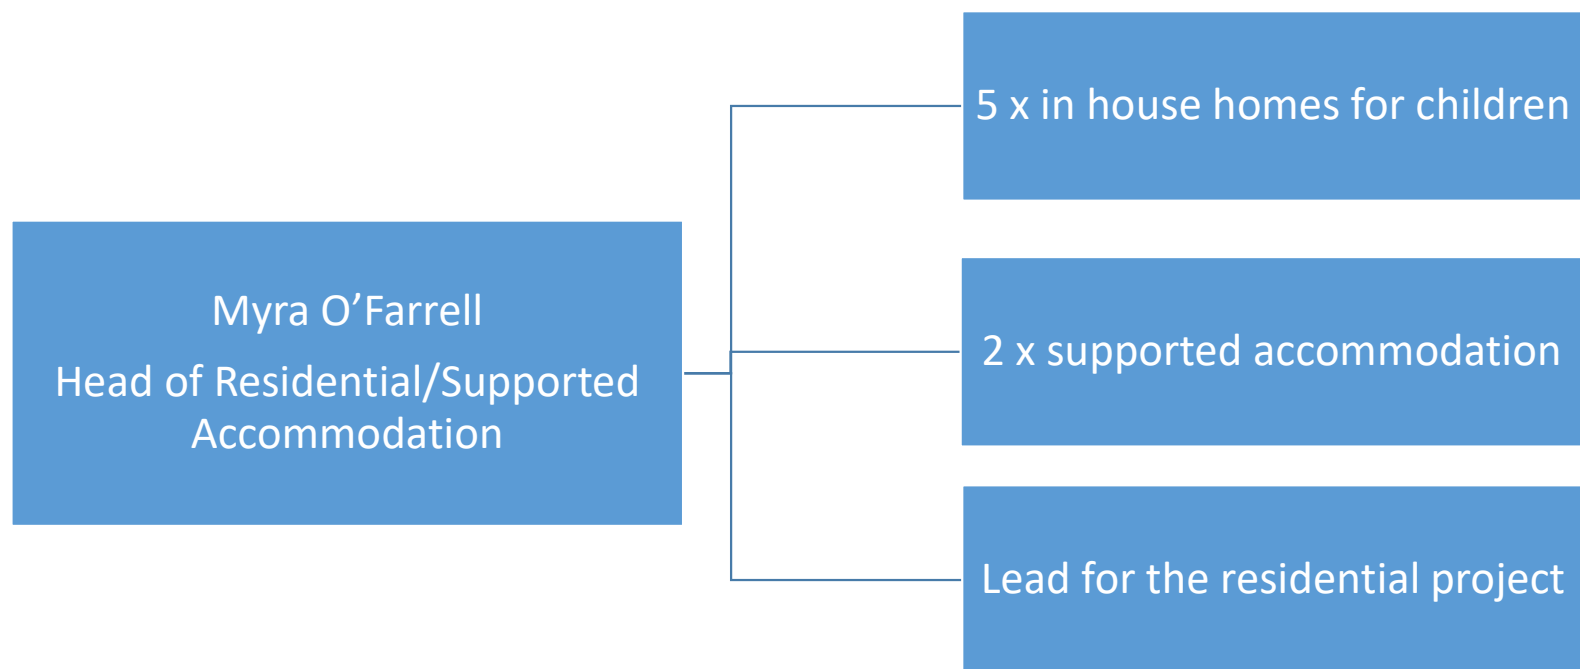 5 x in house homes for children
Myra O’Farrell
Head of Residential/Supported
Accommodation
2 x supported accommodation
Lead for the residential project